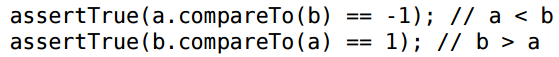 assertTrue(a.compareTo(b) == -1); // a < b
assertTrue(b.compareTo(a) == 1); // b > a